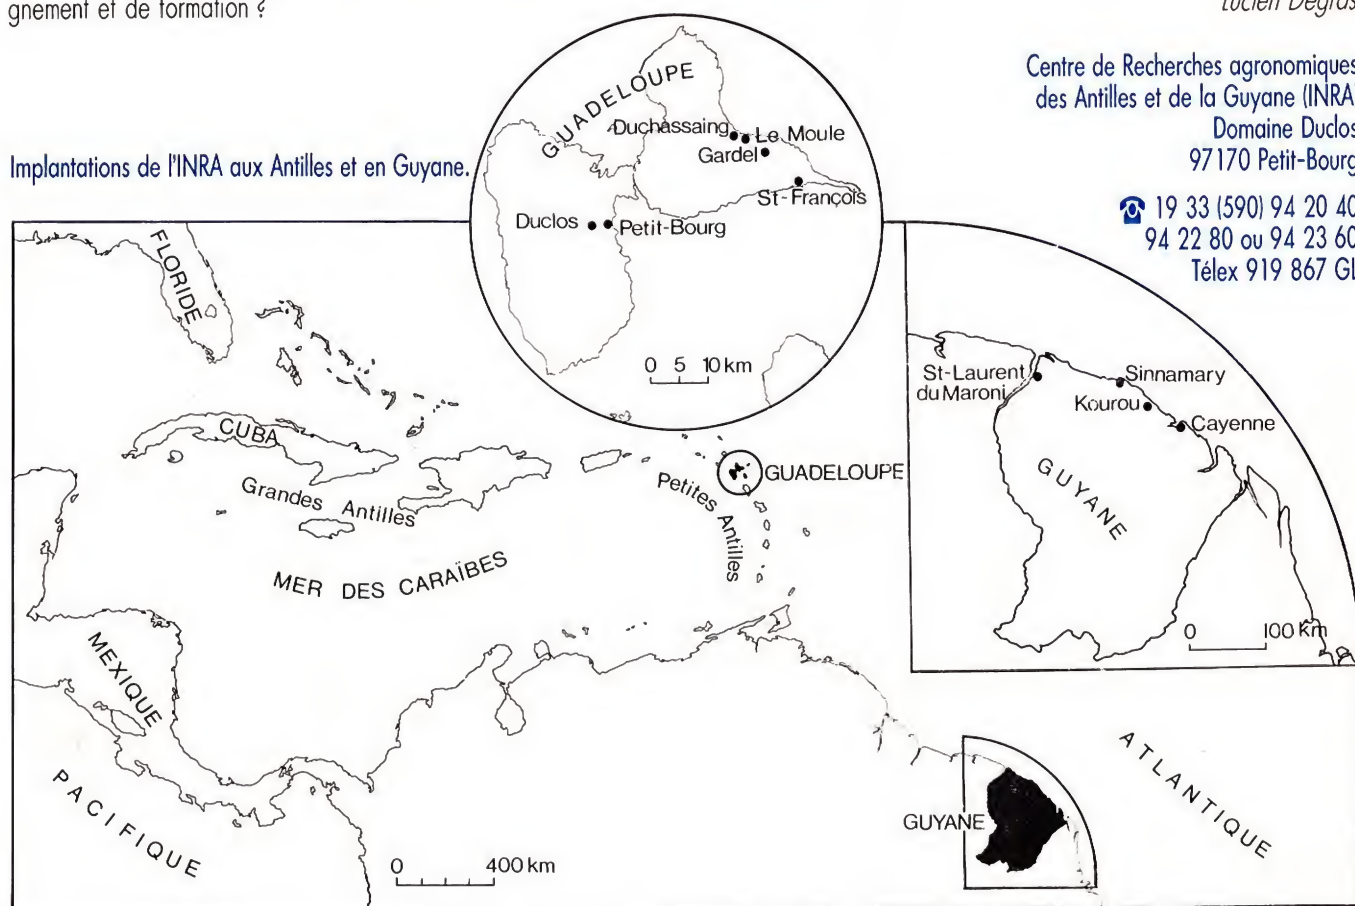 gnement et de formation ?
Lucien Degras
Centre de Recherches agronomiques
des Antilles et de la Guyane (INRA)
Domaine Duclos
97170 Petit-Bourg
☎ 19 33 (590) 94 20 40
94 22 80 ou 94 23 60
Télex 919 867 GL
Implantations de l'INRA aux Antilles et en Guyane.
GUADELOUPE
Duchassaing
Le Moule
Gardel
St-François
Duclos
Petit-Bourg
0 5 10 km
FLORIDE
CUBA
Grandes Antilles
Petites Antilles
GUADELOUPE
MER DES CARAÏBES
MEXIQUE
PACIFIQUE
0 400 km
St-Laurent
du Maroni
Sinnamary
Kourou
Cayenne
GUYANE
0 100 Km
GUYANE
ATLANTIQUE